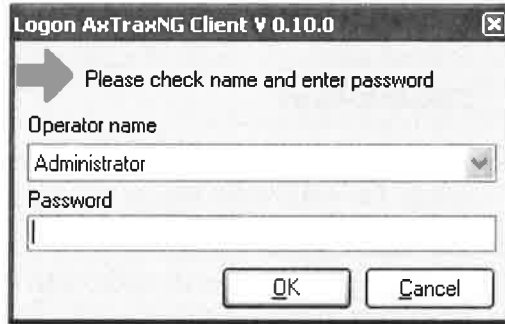 Logon AxTraxNG Client V 0.10.0
Please check name and enter password
Operator name
Administrator
Password
OK
Cancel